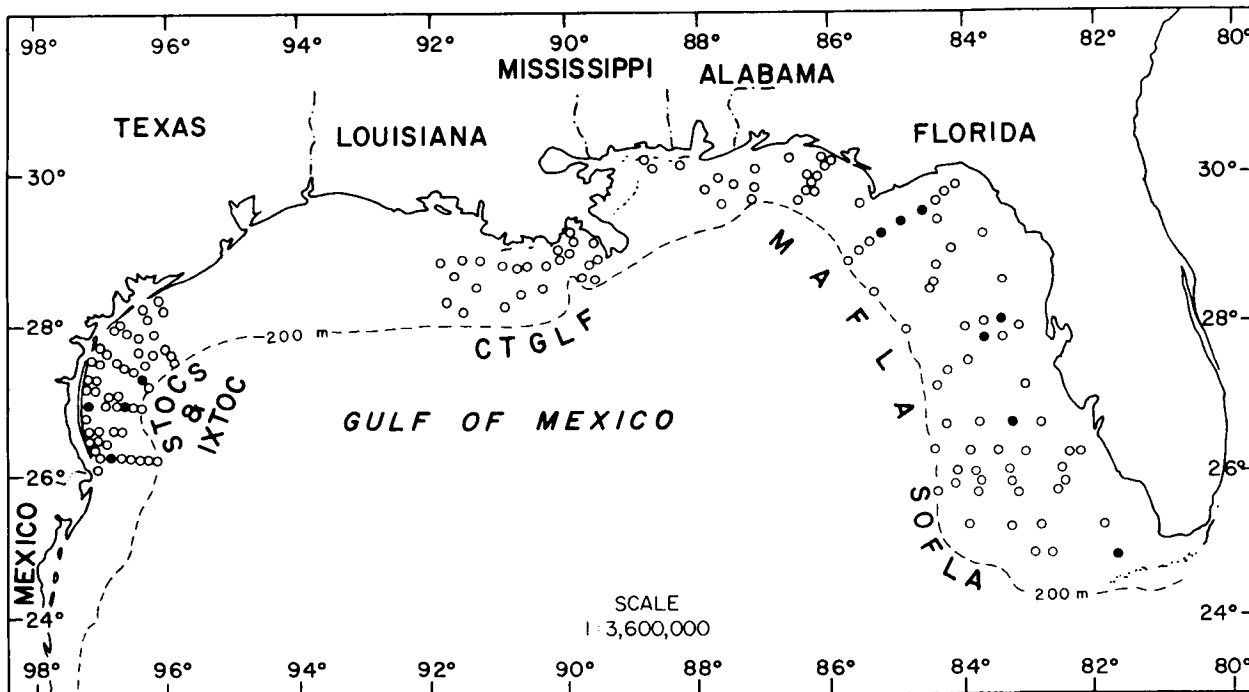 98° 96° 94° 92° 90° 88° 86° 84° 82° 80°
MISSISSIPPI ALABAMA
TEXAS LOUISIANA FLORIDA
30° 30°
28° 28°
200 m
CTGLF
MAFLA
STOCS
&
IXTOC
GULF OF MEXICO
26° 26°
SOFLA
MEXICO
200 m
24° 24°
SCALE
1:3,600,000
98° 96° 94° 92° 90° 88° 86° 84° 82° 80°